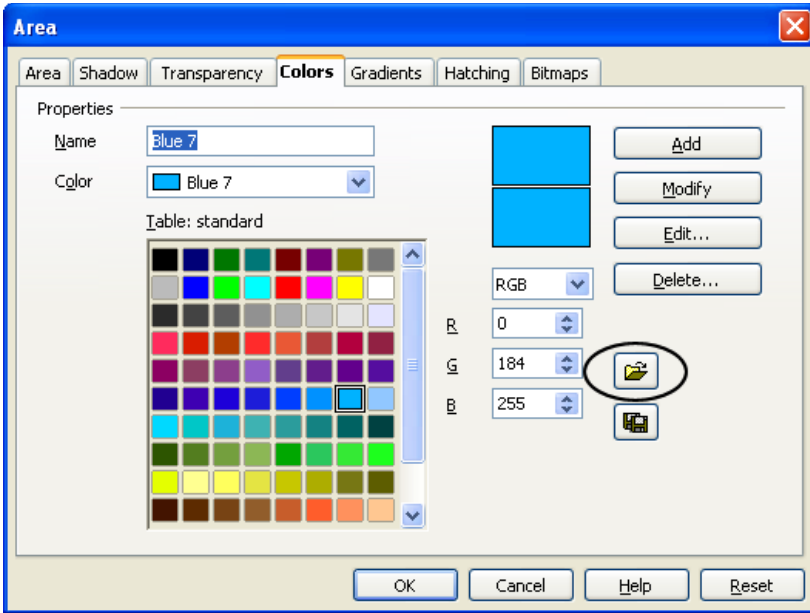 Area
Area Shadow Transparency Colors Gradients Hatching Bitmaps
Properties
Name Blue 7 Add
Color Blue 7 Modify
Table: standard Edit...
RGB Delete...
R 0
G 184
B 255
OK Cancel Help Reset